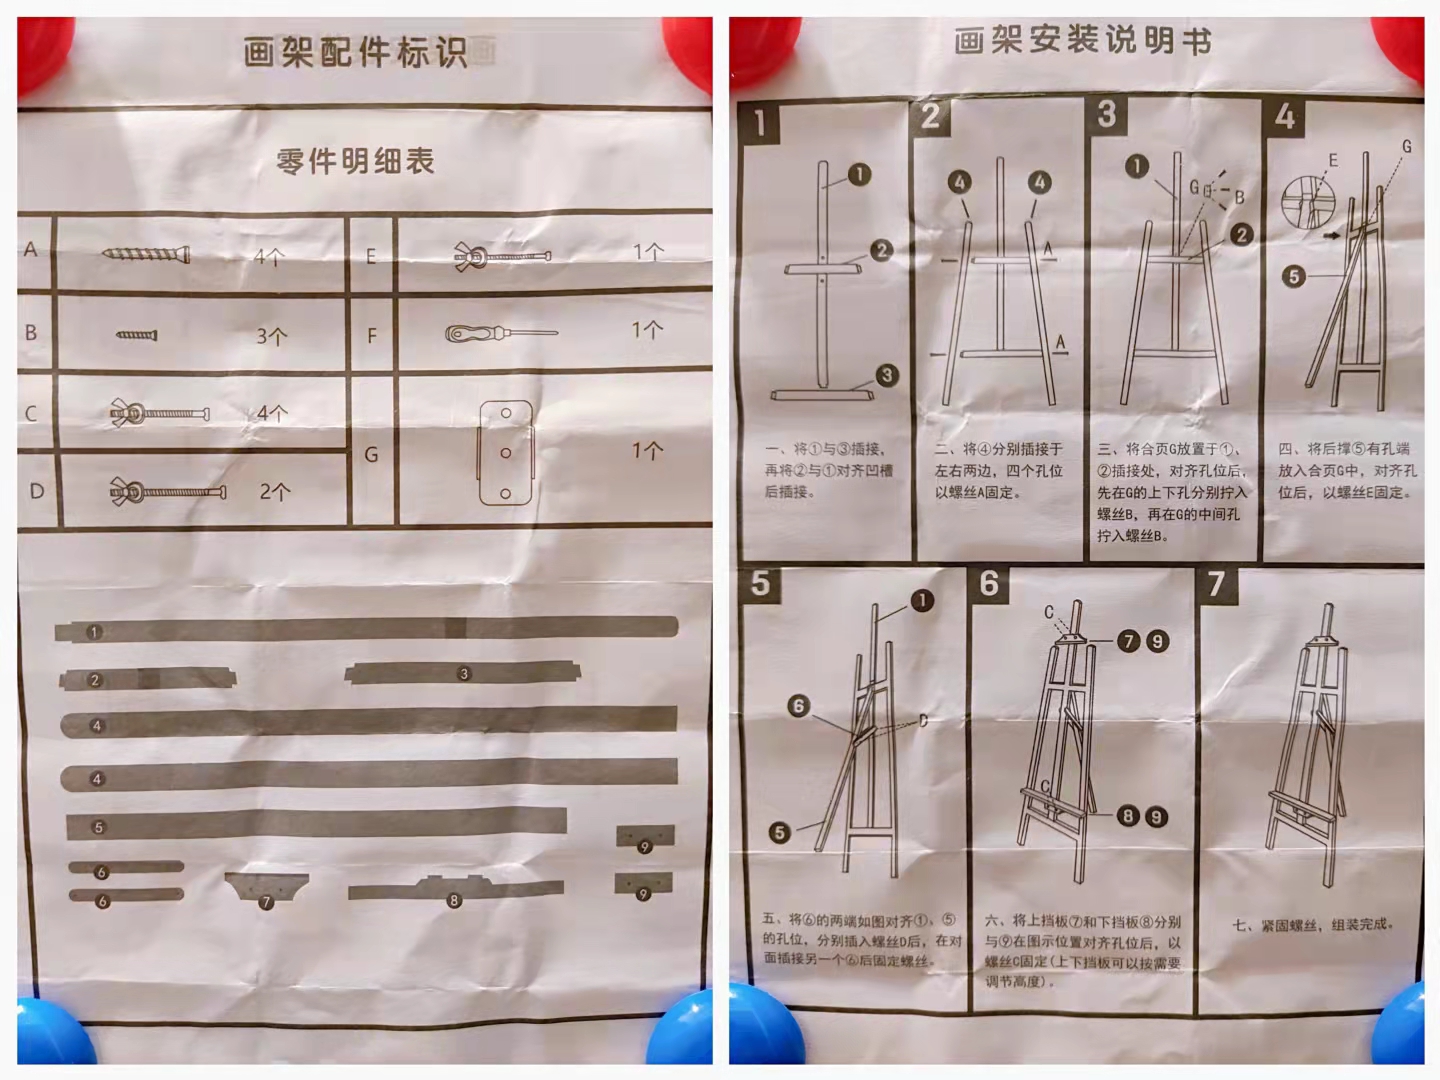 画架配件标识
零件明细表
A 4个 E 1个
B 3个 F 1个
C 4个
G 1个
D 2个
1
2 3
4
4
5
9
6
6 7 8 9
画架安装说明书
1
1
2
3
一、将①与③插接，
再将②与①对齐凹槽
后插接。
2
4 4
A
A
二、将④分别插接于
左右两边，四个孔位
以螺丝A固定。
3
1
G B
2
三、将合页G放置于①、
②插接处，对齐孔位后，
先在G的上下孔分别拧入
螺丝B，再在G的中间孔
拧入螺丝B。
4
E G
5
四、将后撑⑤有孔端
放入合页G中，对齐孔
位后，以螺丝E固定。
5
1
6 D
5
五、将⑥的两端如图对齐①、⑤
的孔位，分别插入螺丝D后，在对
面插接另一个⑥后固定螺丝。
6
C
7 9
C
8 9
六、将上挡板⑦和下挡板⑧分别
与⑨在图示位置对齐孔位后，以
螺丝C固定(上下挡板可以按需要
调节高度)。
7
七、紧固螺丝，组装完成。